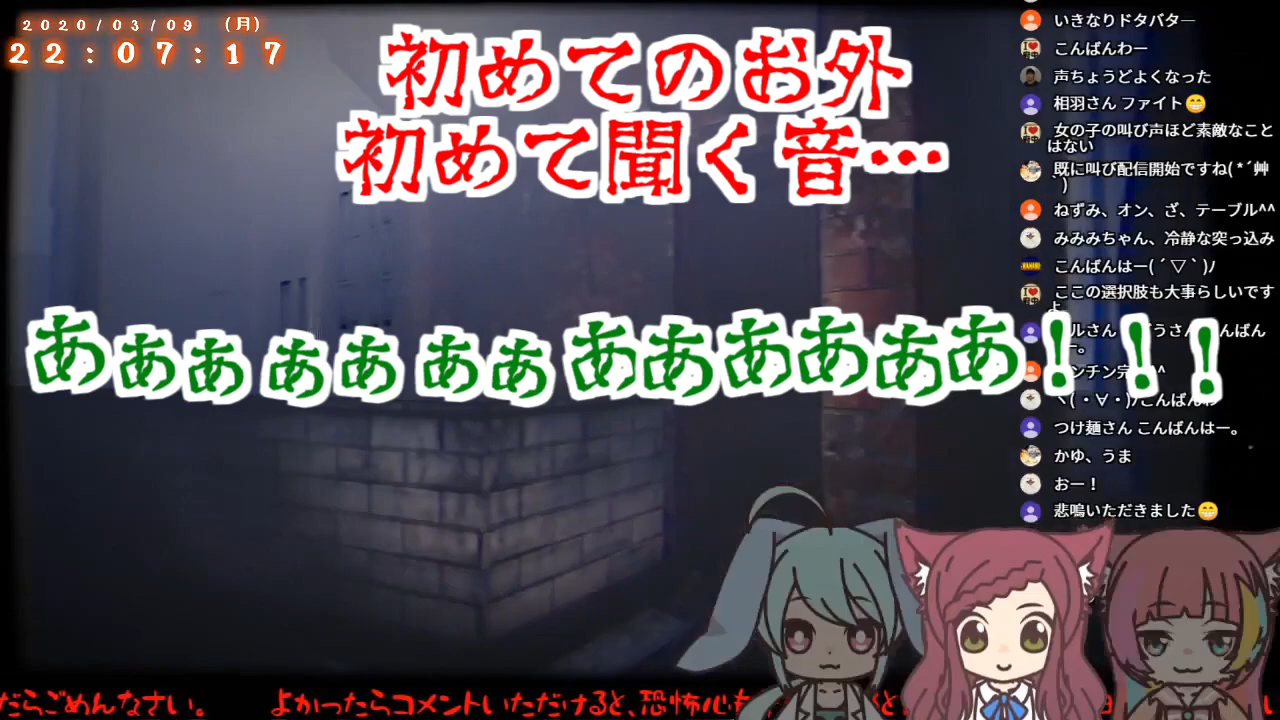 2020/03/09 (月)
22:07:17
初めてのお外
初めて聞く音…
あぁぁぁぁぁぁああああああ！！！
いきなりドタバター
こんばんわー
声ちょうどよくなった
相羽さん ファイト😁
女の子の叫び声ほど素敵なこと
はない
既に叫び配信開始ですね( *´艸
`)
ねずみ、オン、ざ、テーブル^^
みみみちゃん、冷静な突っ込み
こんばんはー( ´ ▽ ` )ﾉ
ここの選択肢も大事らしいです
よ
つけ麺さん こんばんはー。
かゆ、うま
おー！
悲鳴いただきました😁
だらごめんなさい。 よかったらコメントいただけると、恐怖心も